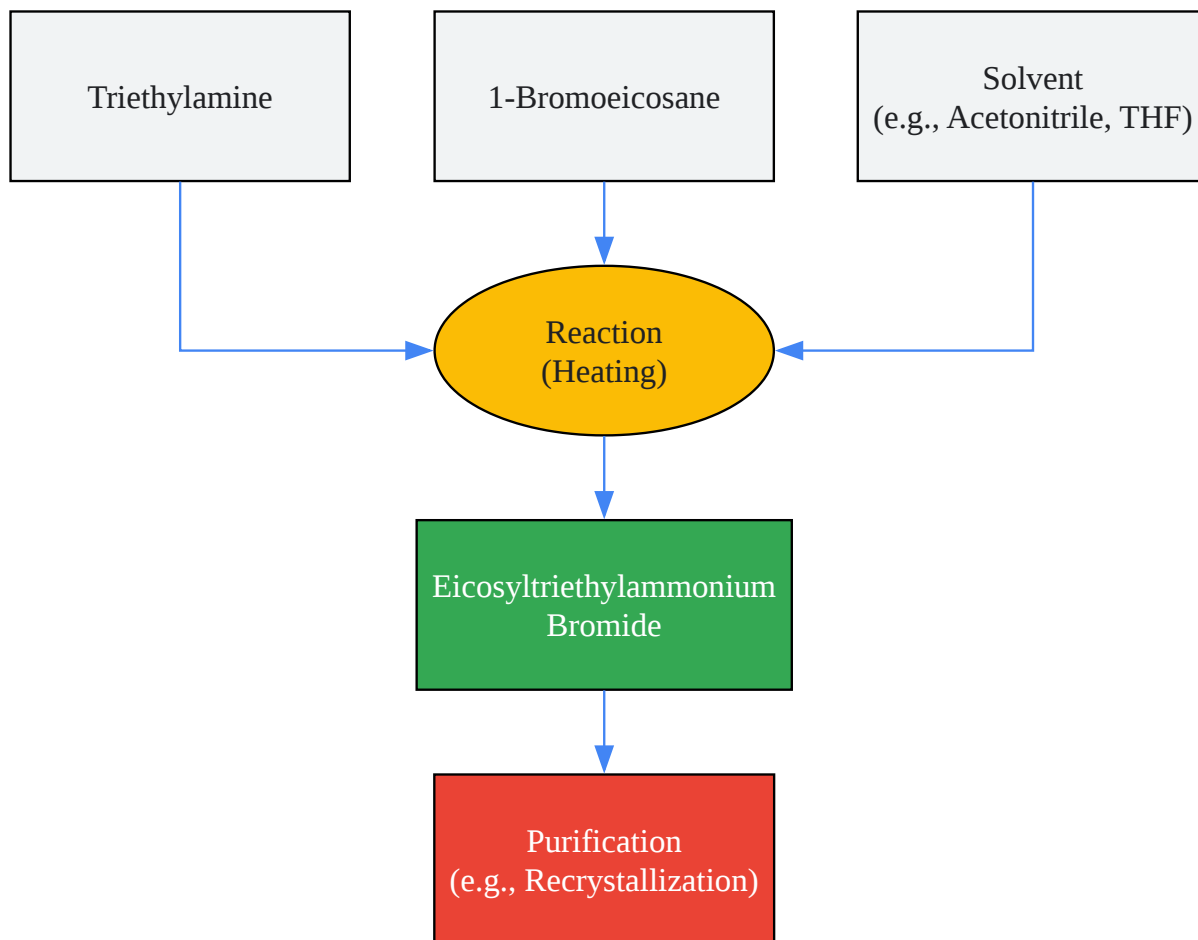 Triethylamine
1-Bromoeicosane
Solvent
(e.g., Acetonitrile, THF)
Reaction
(Heating)
Eicosyltriethylammonium
Bromide
Purification
(e.g., Recrystallization)